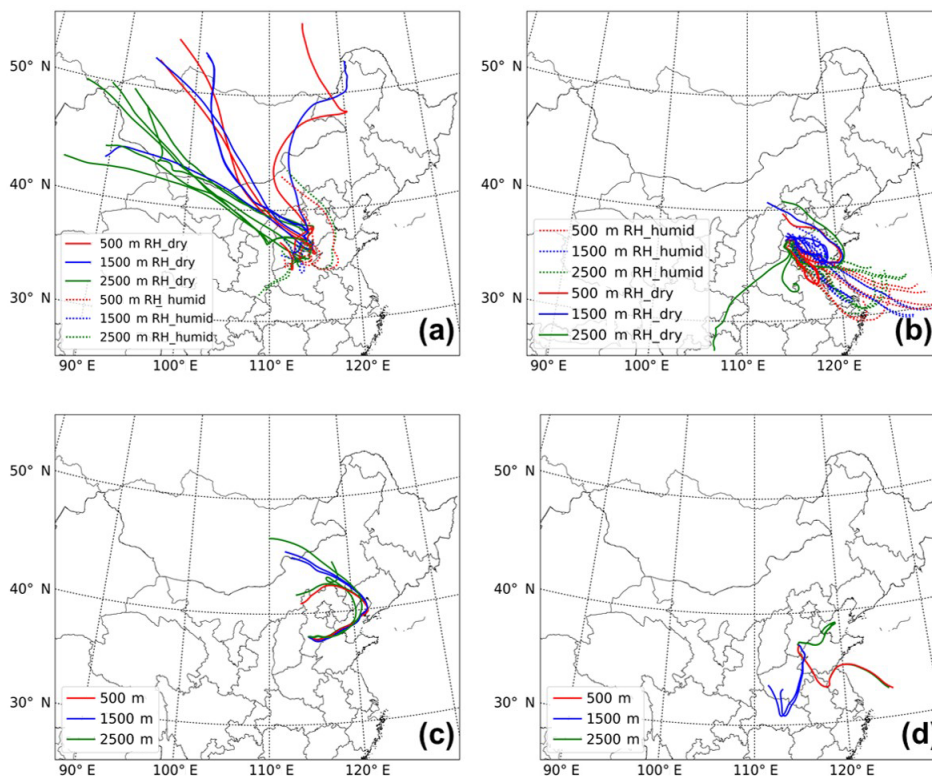 50° N
40° N
30° N
500 m RH_dry
1500 m RH_dry
2500 m RH_dry
500 m RH_humid
1500 m RH_humid
2500 m RH_humid
(a)
90° E 100° E 110° E 120° E
50° N
40° N
30° N
500 m RH_humid
1500 m RH_humid
2500 m RH_humid
500 m RH_dry
1500 m RH_dry
2500 m RH_dry
(b)
90° E 100° E 110° E 120° E
50° N
40° N
30° N
500 m
1500 m
2500 m
(c)
90° E 100° E 110° E 120° E
50° N
40° N
30° N
500 m
1500 m
2500 m
(d)
90° E 100° E 110° E 120° E